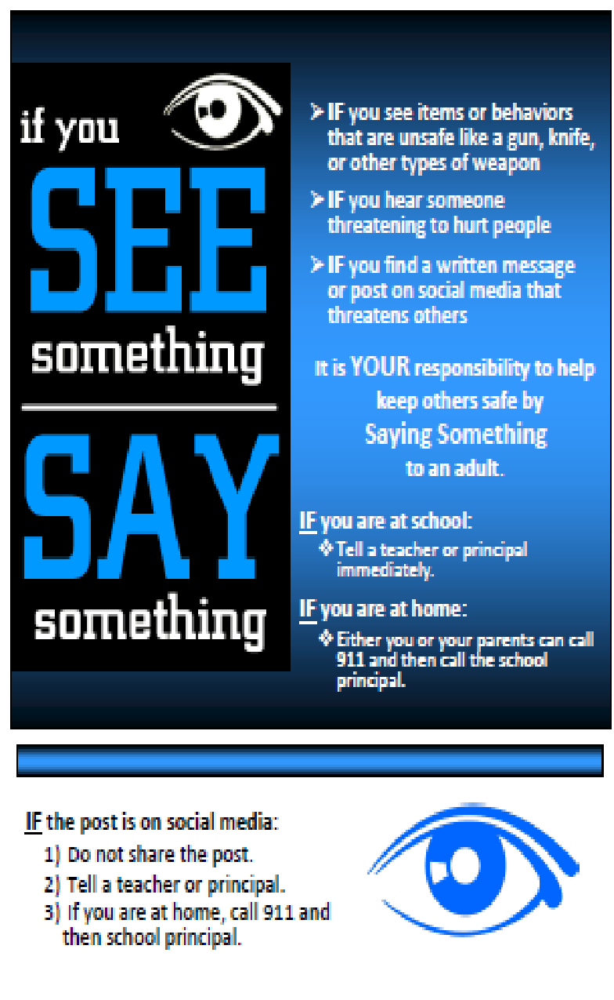 if you
SEE
something
SAY
something
➢ IF you see items or behaviors
that are unsafe like a gun, knife,
or other types of weapon
➢ IF you hear someone
threatening to hurt people
➢ IF you find a written message
or post on social media that
threatens others
It is YOUR responsibility to help
keep others safe by
Saying Something
to an adult.
IF you are at school:
❖ Tell a teacher or principal
immediately.
IF you are at home:
❖ Either you or your parents can call
911 and then call the school
principal.
IF the post is on social media:
1) Do not share the post.
2) Tell a teacher or principal.
3) If you are at home, call 911 and
then school principal.